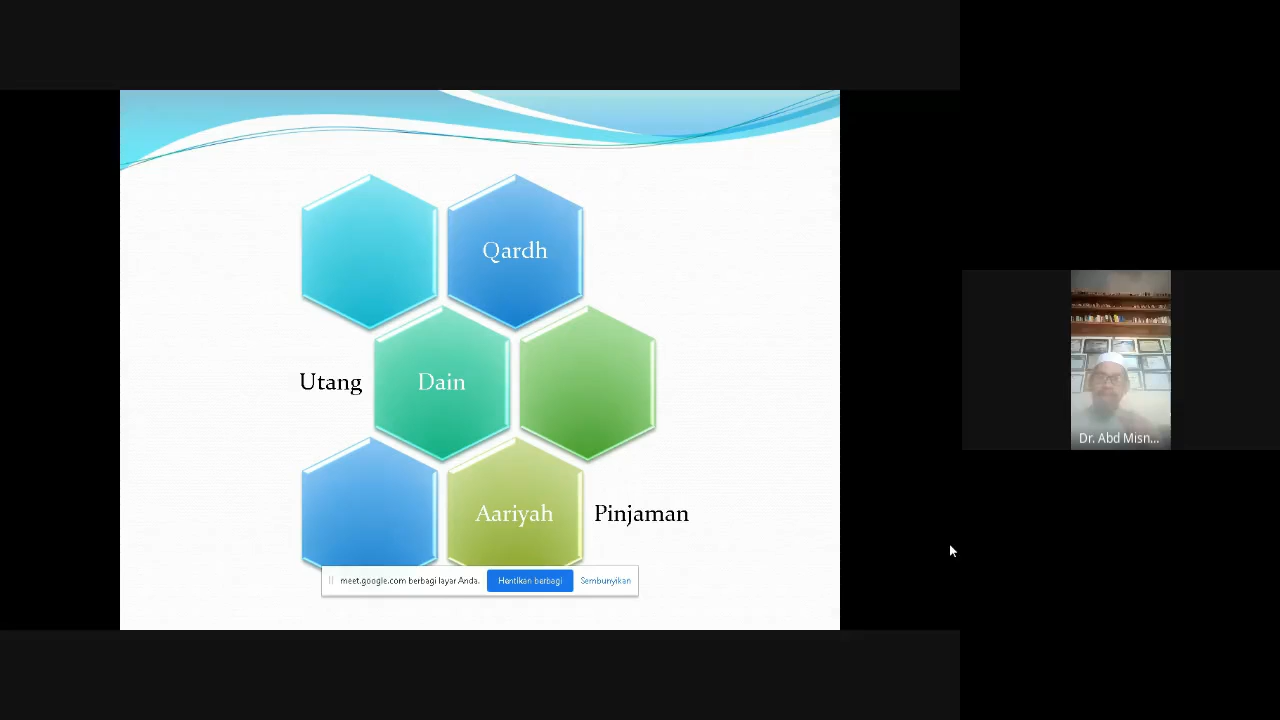 Qardh
Utang
Dain
Aariyah
Pinjaman
meet.google.com berbagi layar Anda.
Hentikan berbagi
Sembunyikan
Dr. Abd Misn...